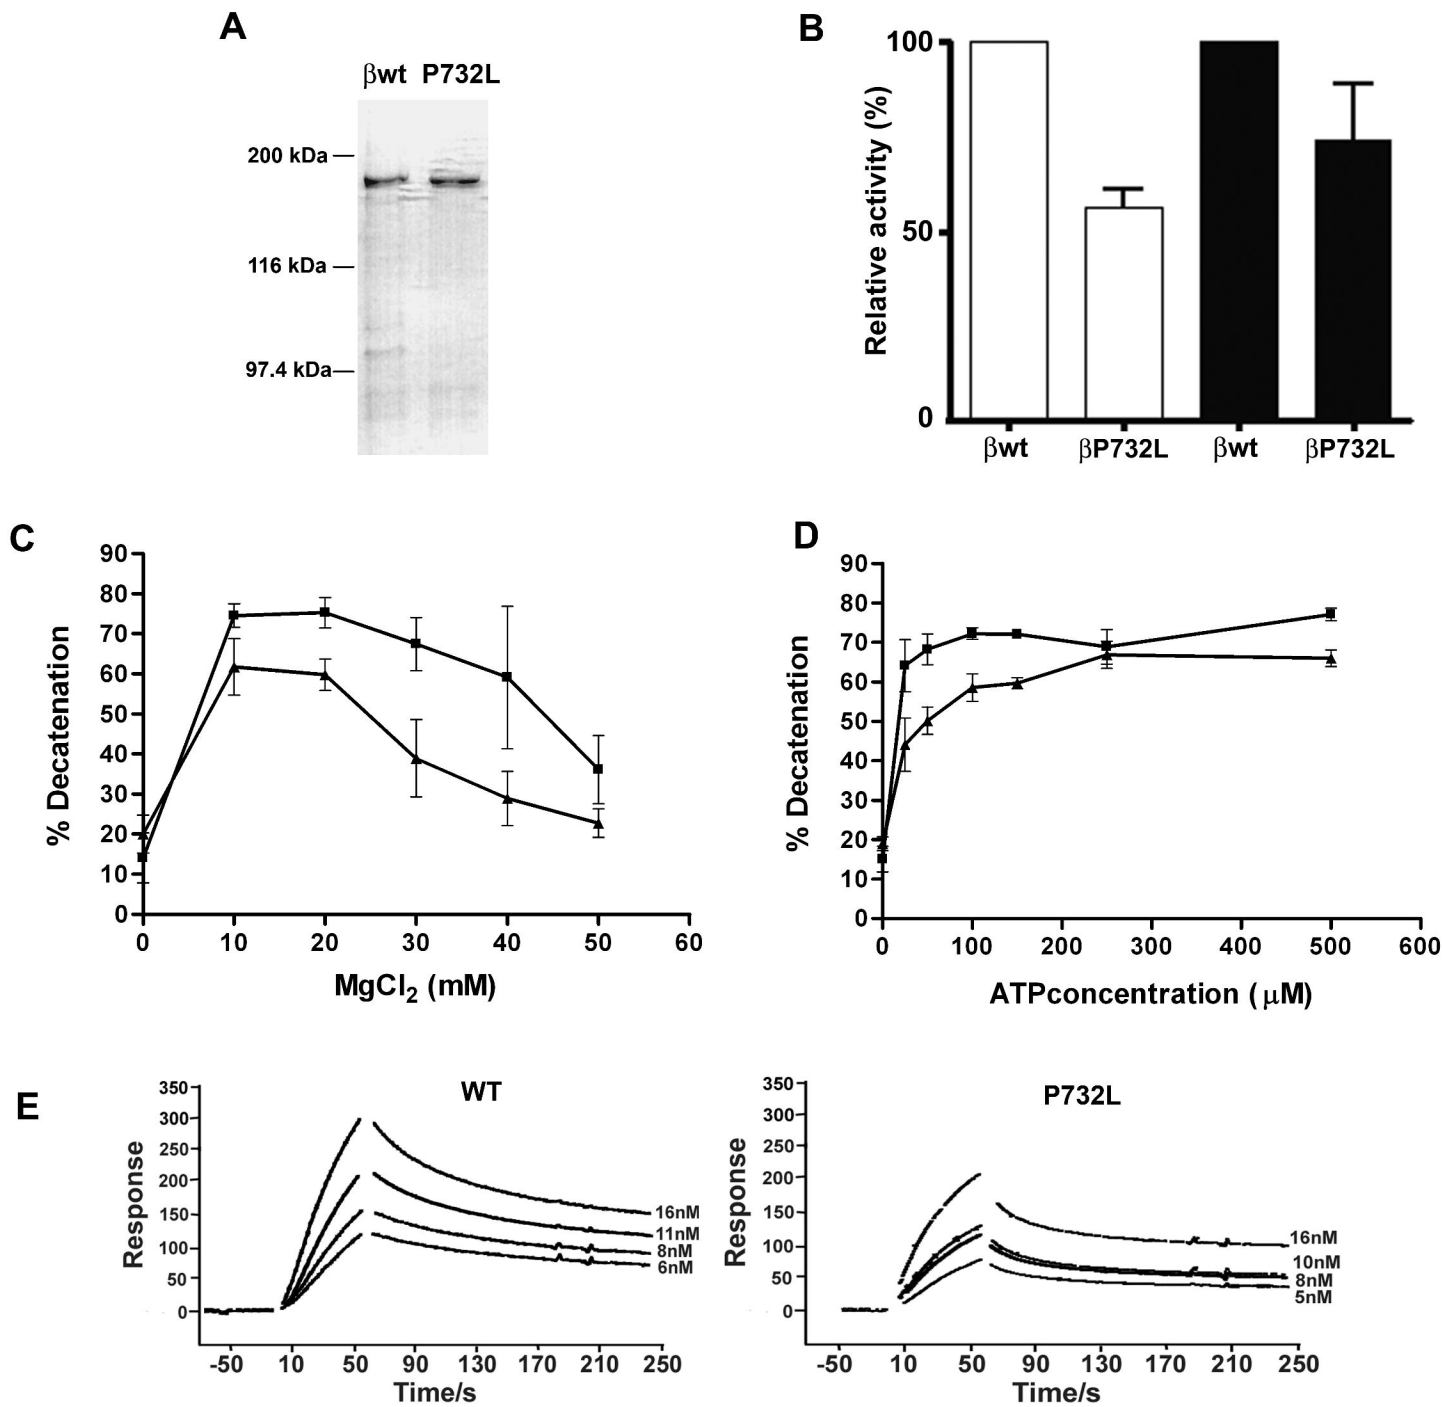 A
βwt P732L
200 kDa
116 kDa
97.4 kDa
B
Relative activity (%)
100
50
0
βwt βP732L βwt βP732L
C
% Decatenation
90
80
70
60
50
40
30
20
10
0
0 10 20 30 40 50 60
MgCl₂ (mM)
D
% Decatenation
90
80
70
60
50
40
30
20
10
0
0 100 200 300 400 500 600
ATPconcentration ( μM)
E
WT
Response
350
300
250
200
150
100
50
0
16nM
11nM
8nM
6nM
-50 10 50 90 130 170 210 250
Time/s
P732L
Response
350
300
250
200
150
100
50
0
16nM
10nM
8nM
5nM
-50 10 50 90 130 170 210 250
Time/s